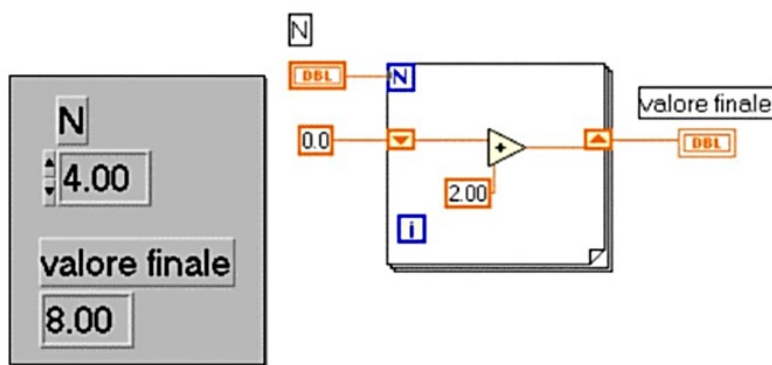 N
4.00
valore finale
8.00
N
DBL
N
0.0
+
2.00
i
valore finale
DBL